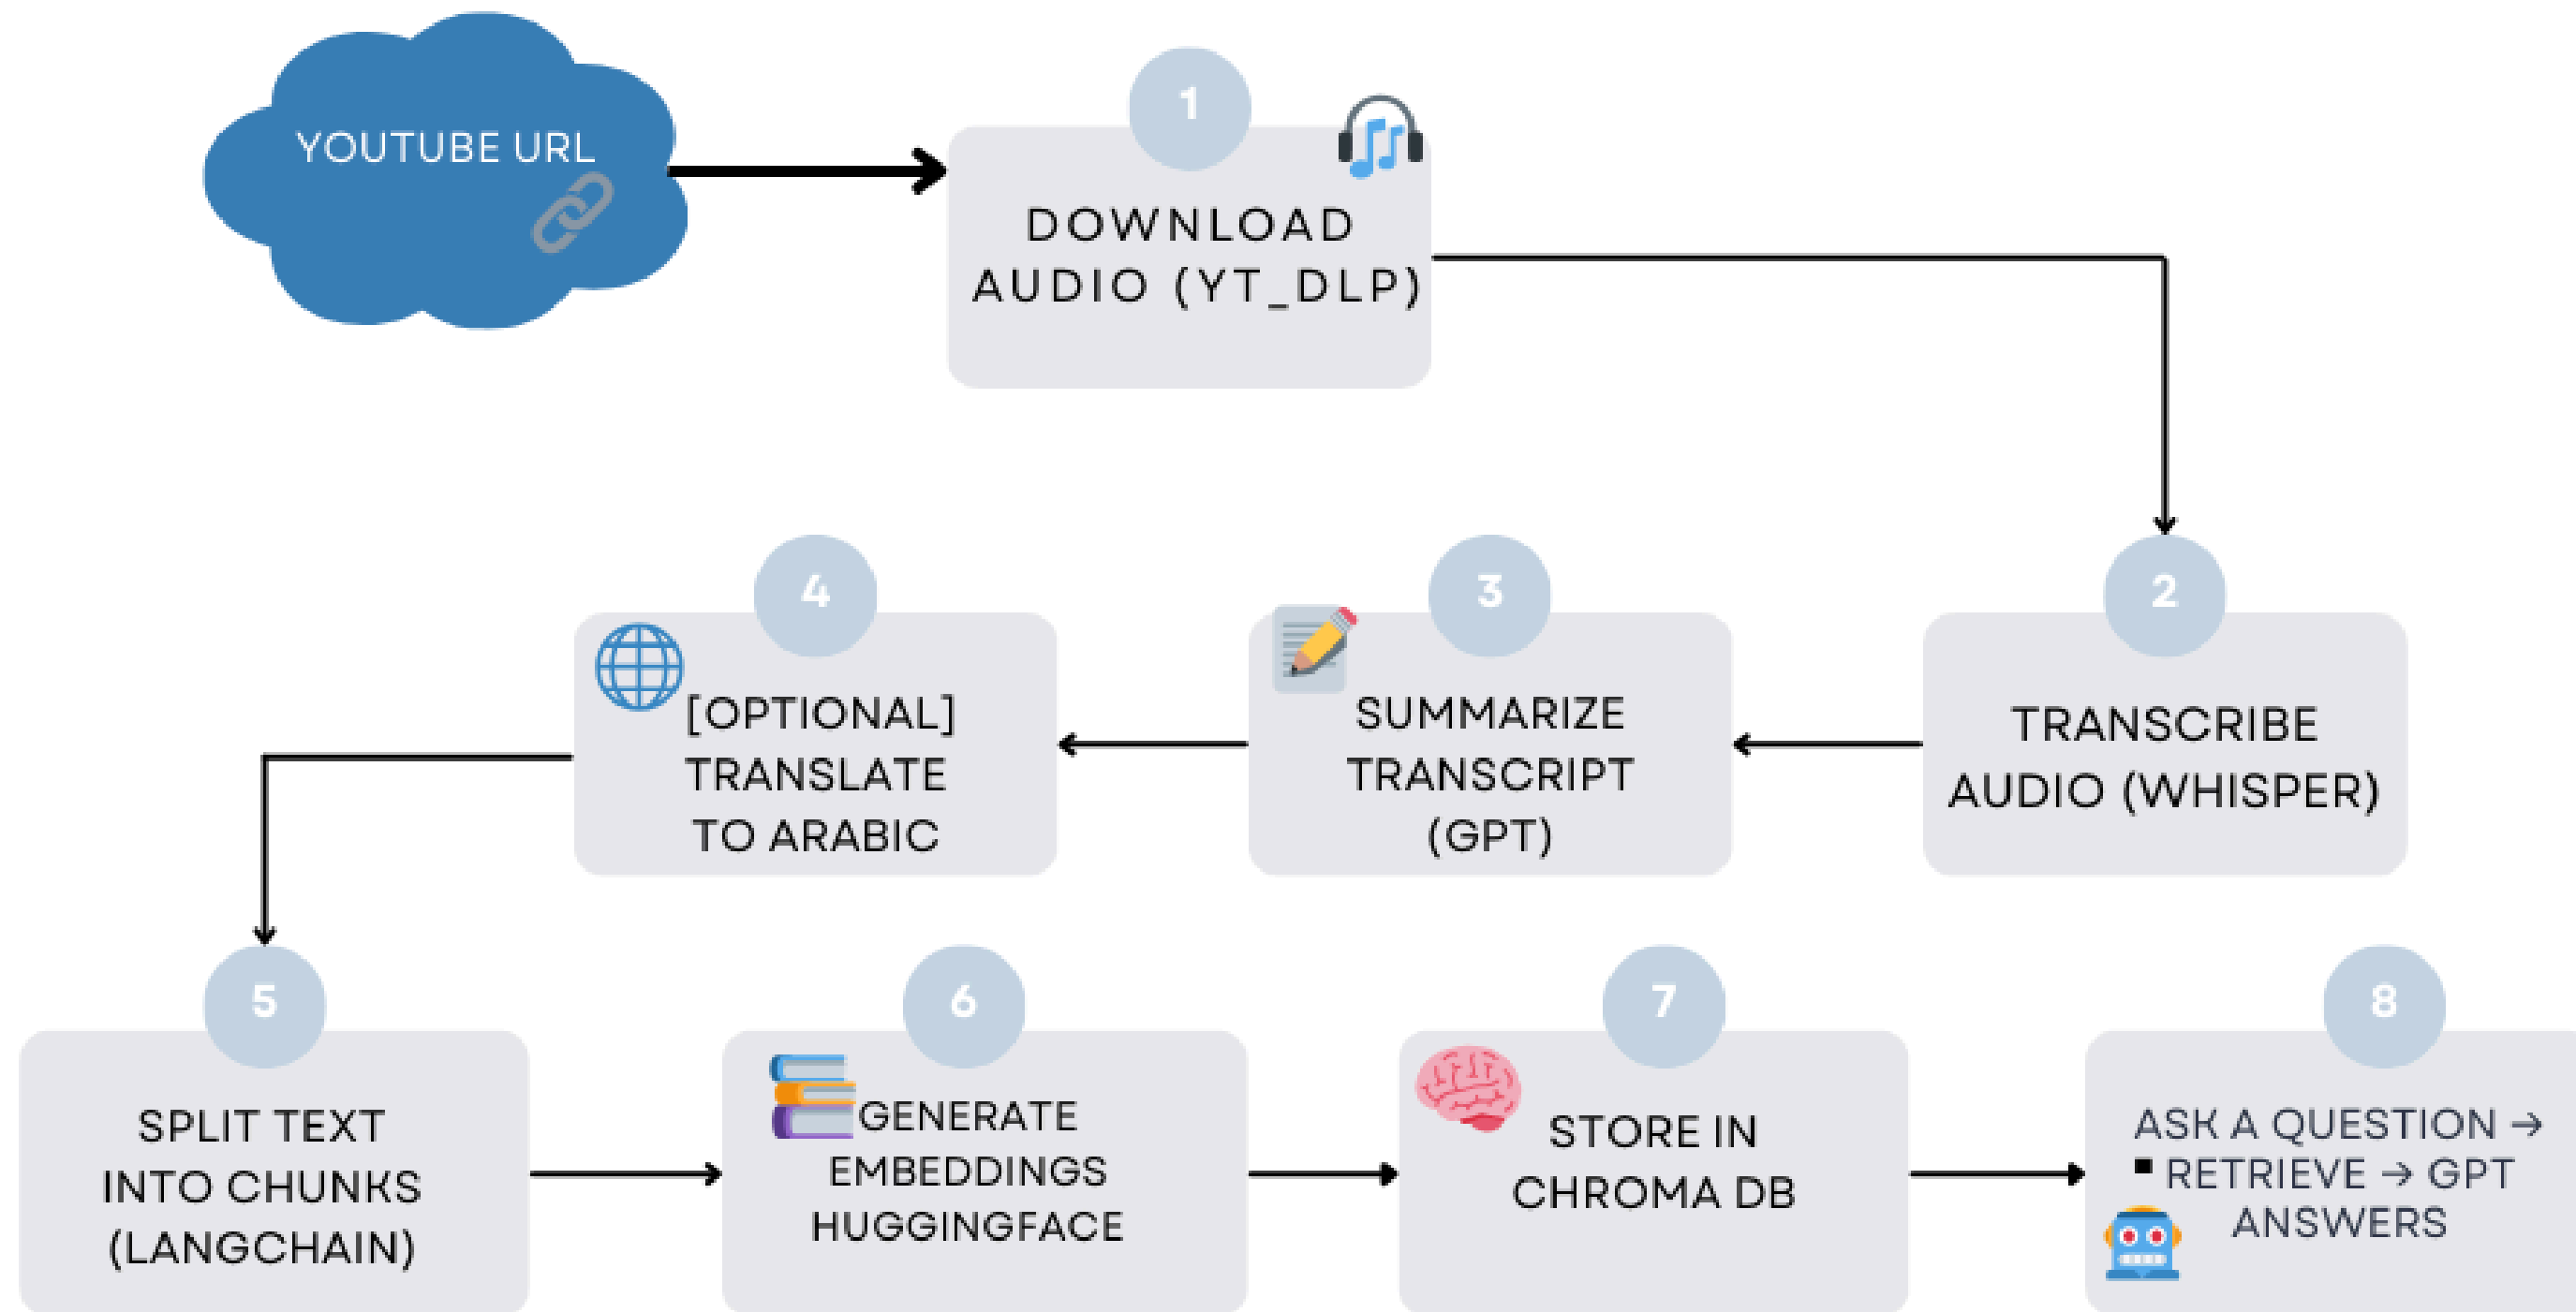 YOUTUBE URL
1
DOWNLOAD
AUDIO (YT_DLP)
2
TRANSCRIBE
AUDIO (WHISPER)
3
SUMMARIZE
TRANSCRIPT
(GPT)
4
[OPTIONAL]
TRANSLATE
TO ARABIC
5
SPLIT TEXT
INTO CHUNKS
(LANGCHAIN)
6
GENERATE
EMBEDDINGS
HUGGINGFACE
7
STORE IN
CHROMA DB
8
ASK A QUESTION →
▪ RETRIEVE → GPT
ANSWERS